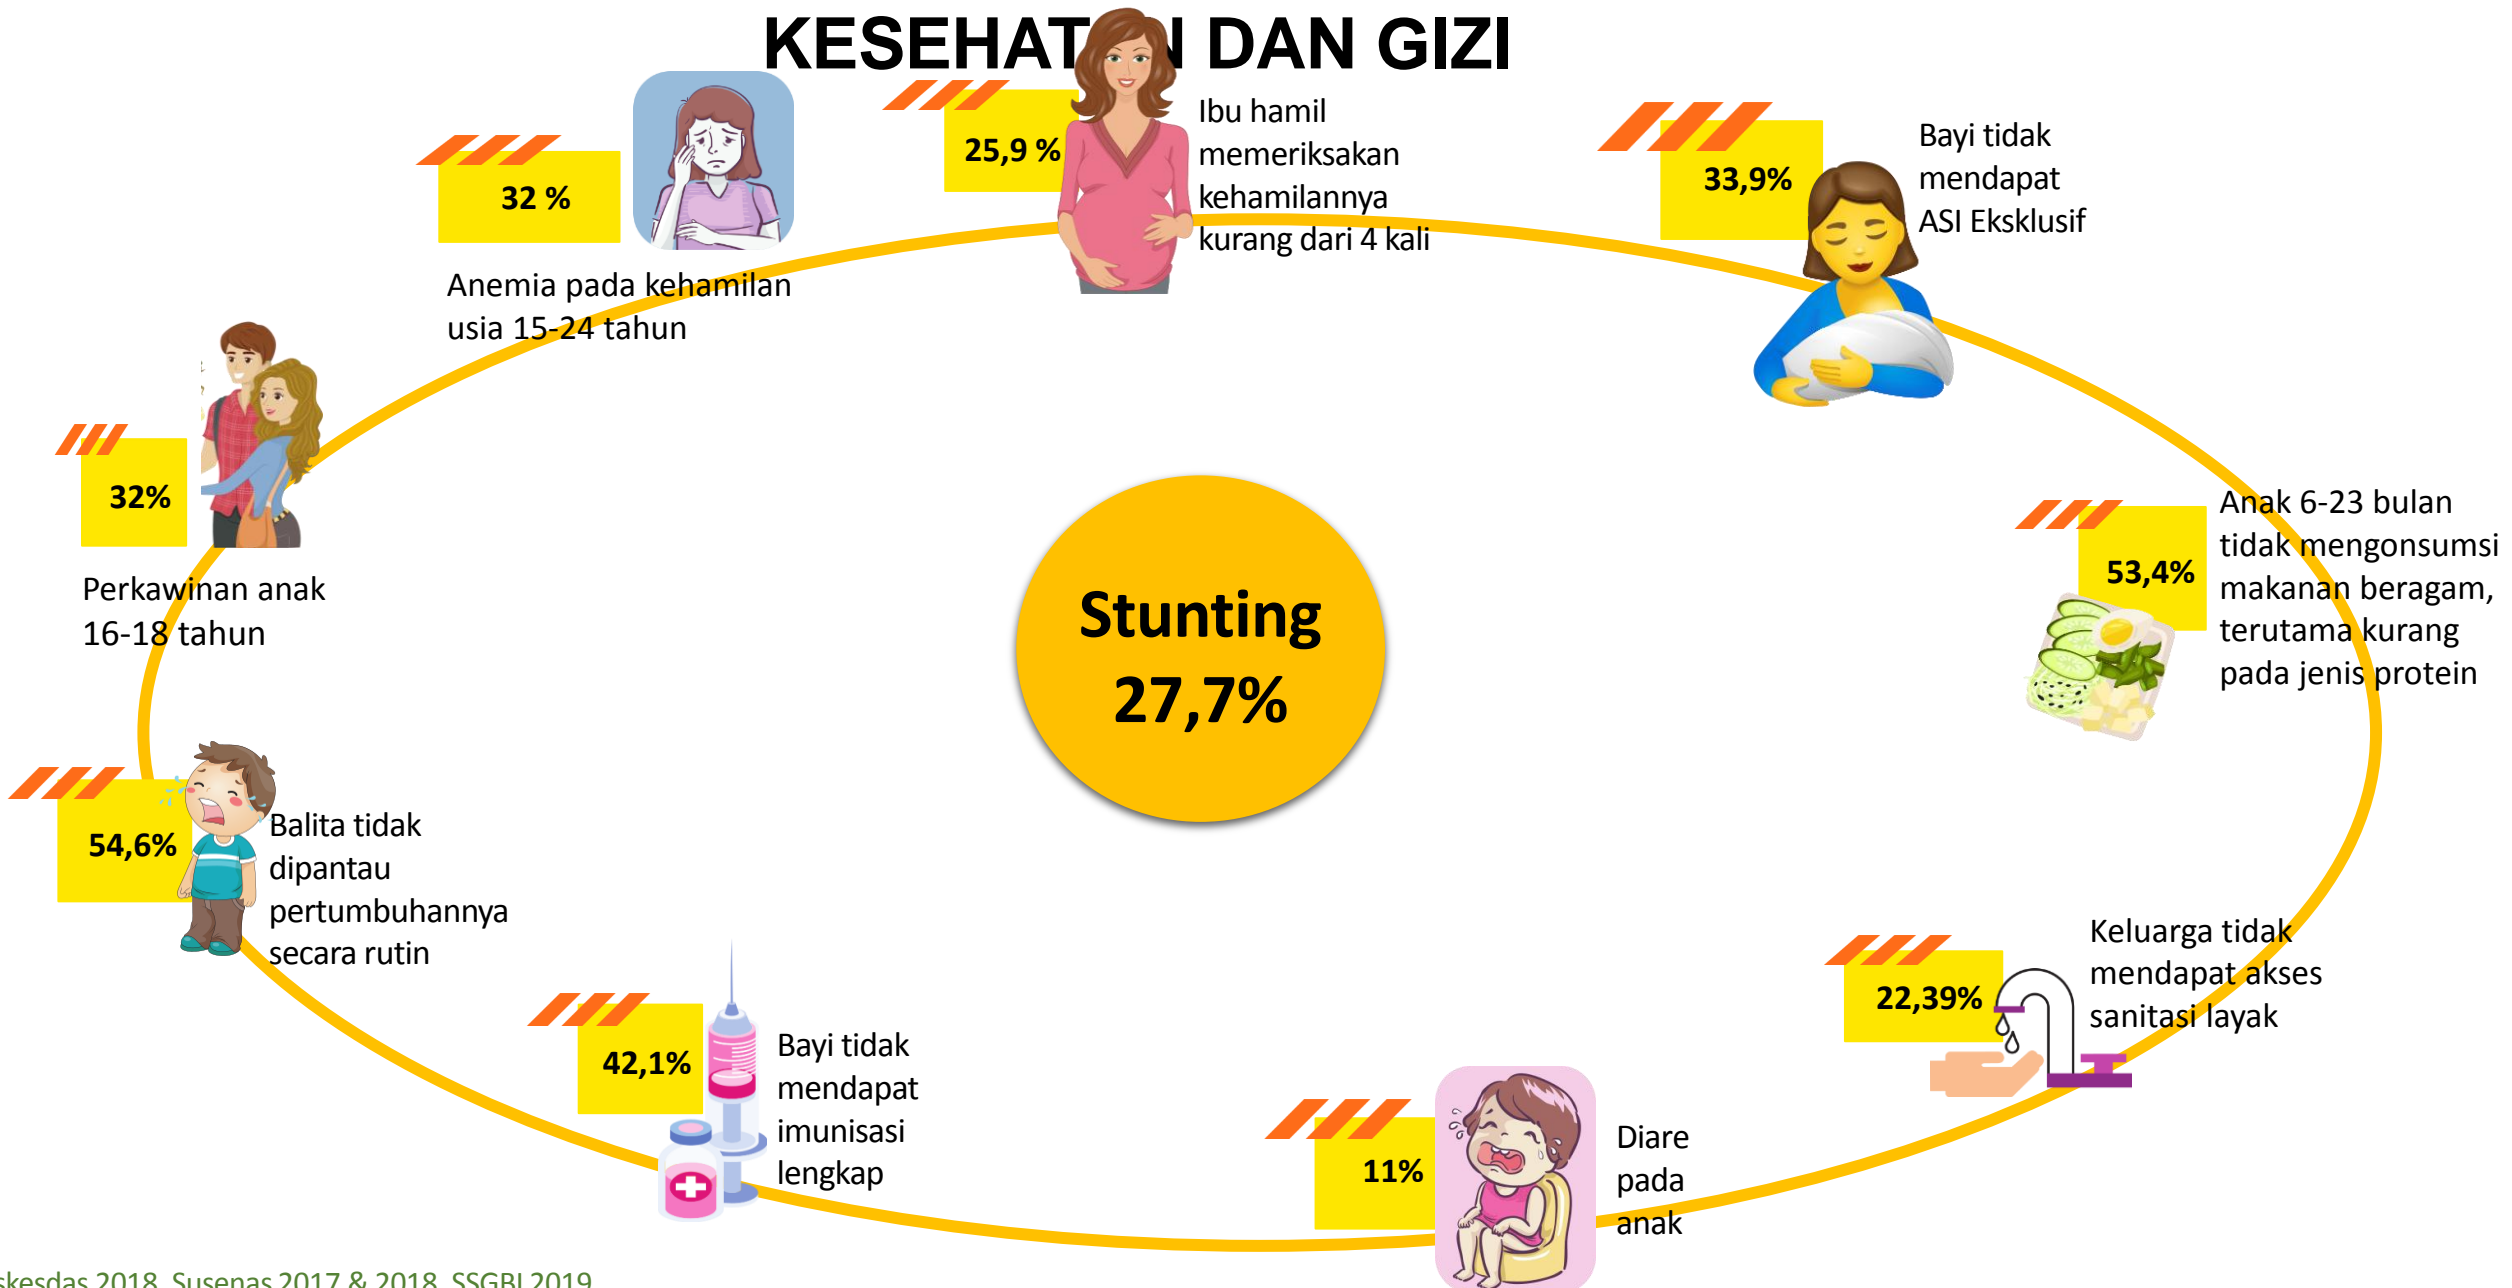 KESEHATAN DAN GIZI
32 %
Anemia pada kehamilan
usia 15-24 tahun
25,9 %
Ibu hamil
memeriksakan
kehamilannya
kurang dari 4 kali
33,9%
Bayi tidak
mendapat
ASI Eksklusif
32%
Perkawinan anak
16-18 tahun
Stunting
27,7%
53,4%
Anak 6-23 bulan
tidak mengonsumsi
makanan beragam,
terutama kurang
pada jenis protein
54,6%
Balita tidak
dipantau
pertumbuhannya
secara rutin
42,1%
Bayi tidak
mendapat
imunisasi
lengkap
11%
Diare
pada
anak
22,39%
Keluarga tidak
mendapat akses
sanitasi layak
skesdas 2018, Susenas 2017 & 2018, SSGBI 2019